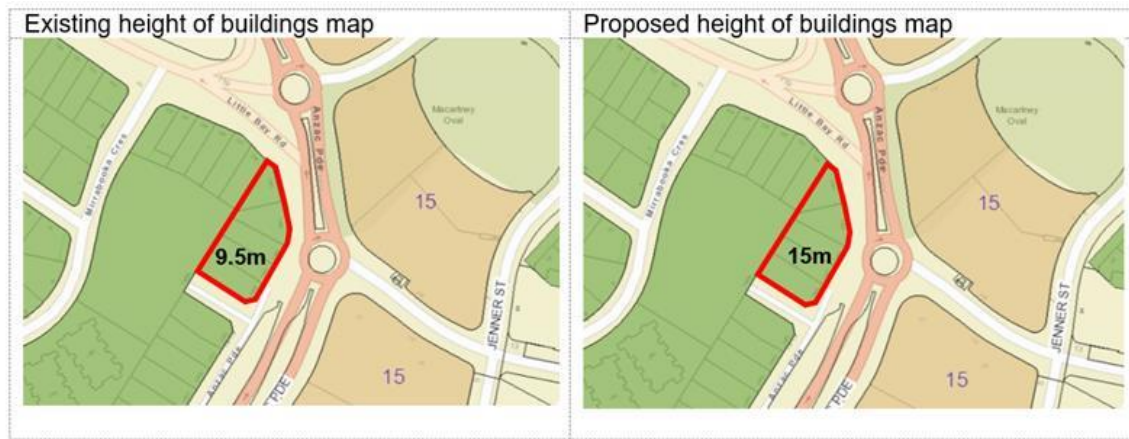 Existing height of buildings map
Proposed height of buildings map
Little Bay Rd
Anzac Pde
Macartney
Oval
Mirrabooka Cres
15
9.5m
JENNER ST
Anzac Pde
15
PDE
Little Bay Rd
Anzac Pde
Macartney
Oval
Mirrabooka Cres
15
15m
JENNER ST
Anzac Pde
15
PDE